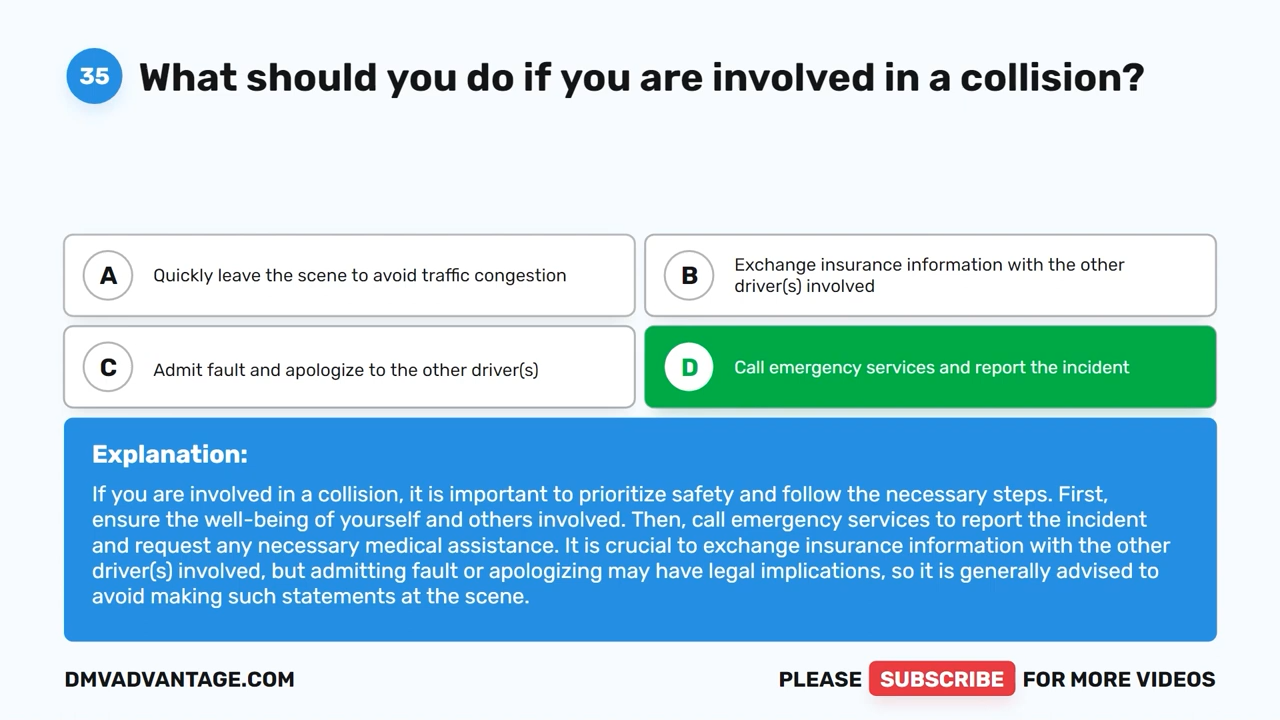 35 What should you do if you are involved in a collision?
A Quickly leave the scene to avoid traffic congestion
B Exchange insurance information with the other
driver(s) involved
C Admit fault and apologize to the other driver(s)
D Call emergency services and report the incident
Explanation:
If you are involved in a collision, it is important to prioritize safety and follow the necessary steps. First,
ensure the well-being of yourself and others involved. Then, call emergency services to report the incident
and request any necessary medical assistance. It is crucial to exchange insurance information with the other
driver(s) involved, but admitting fault or apologizing may have legal implications, so it is generally advised to
avoid making such statements at the scene.
DMVADVANTAGE.COM
PLEASE SUBSCRIBE FOR MORE VIDEOS